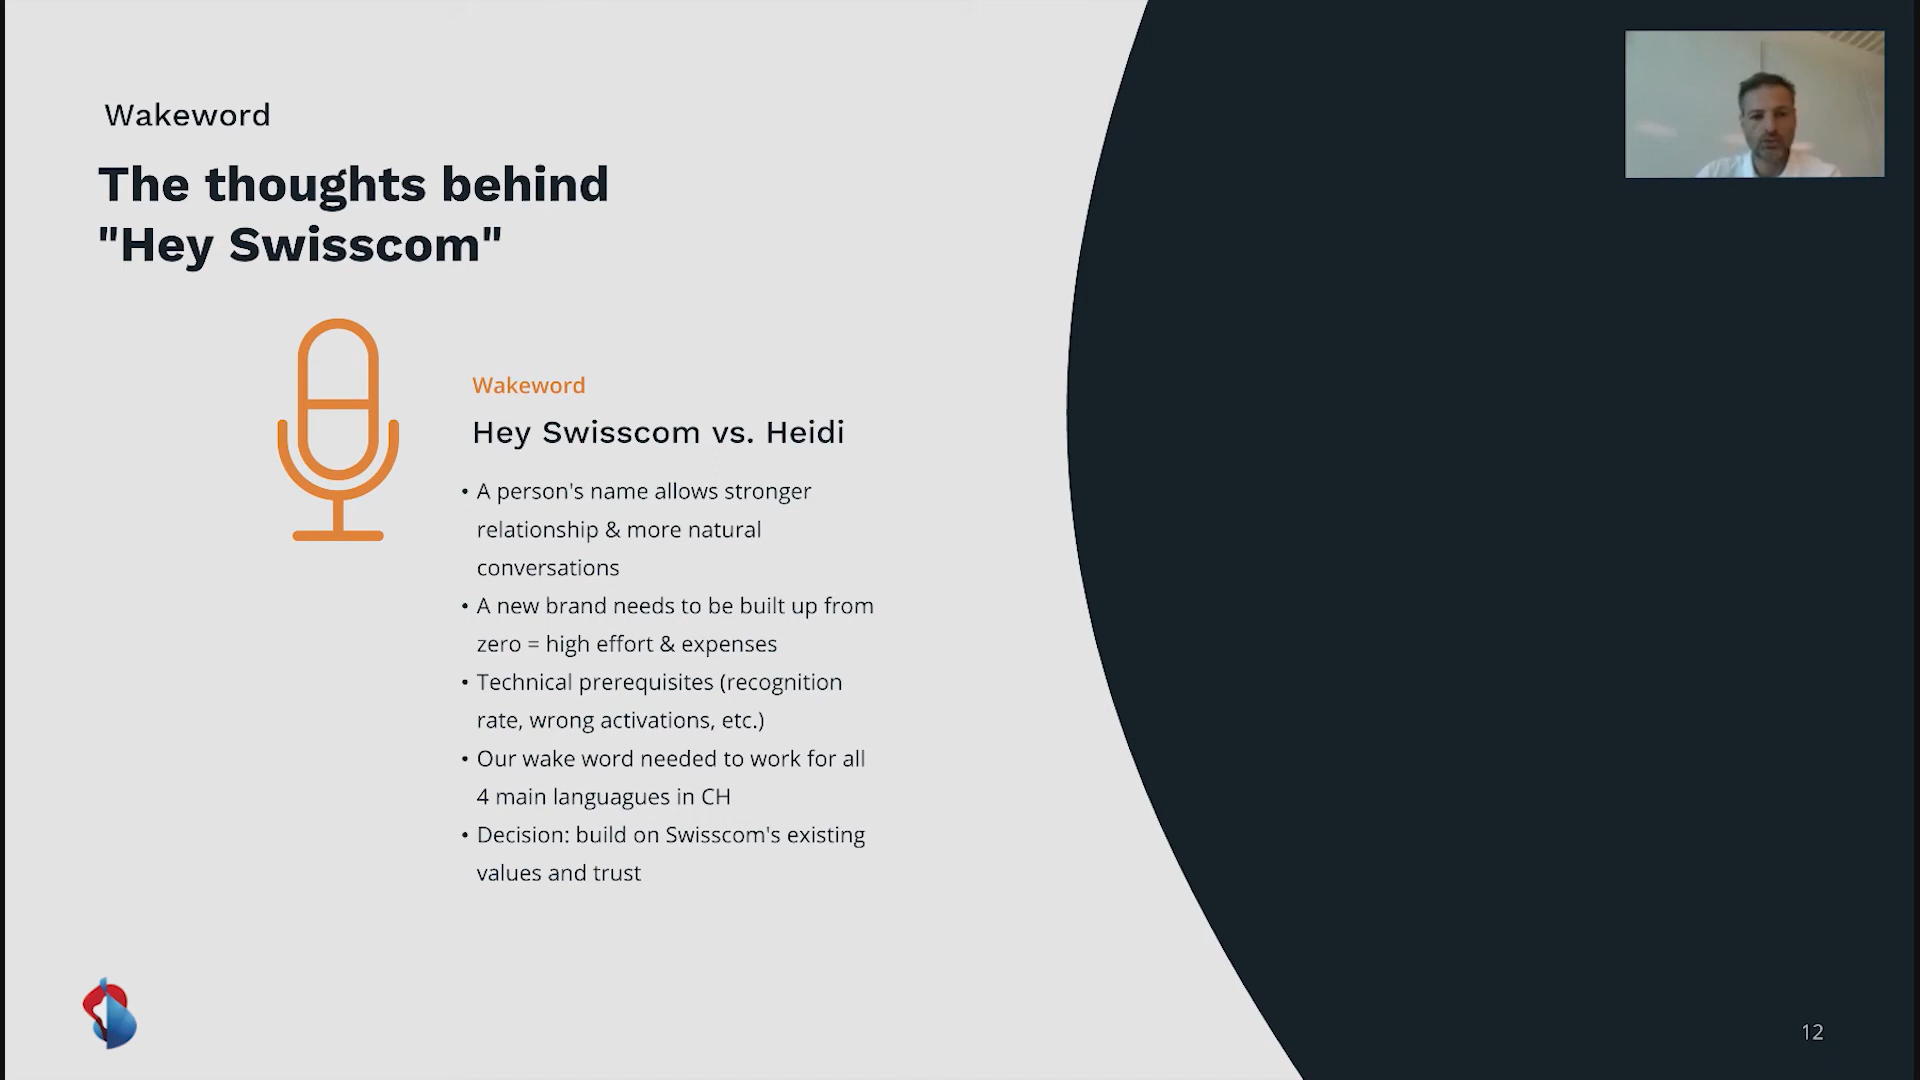 Wakeword
The thoughts behind
"Hey Swisscom"
Wakeword
Hey Swisscom vs. Heidi
• A person's name allows stronger
relationship & more natural
conversations
• A new brand needs to be built up from
zero = high effort & expenses
• Technical prerequisites (recognition
rate, wrong activations, etc.)
• Our wake word needed to work for all
4 main languagues in CH
• Decision: build on Swisscom's existing
values and trust
12